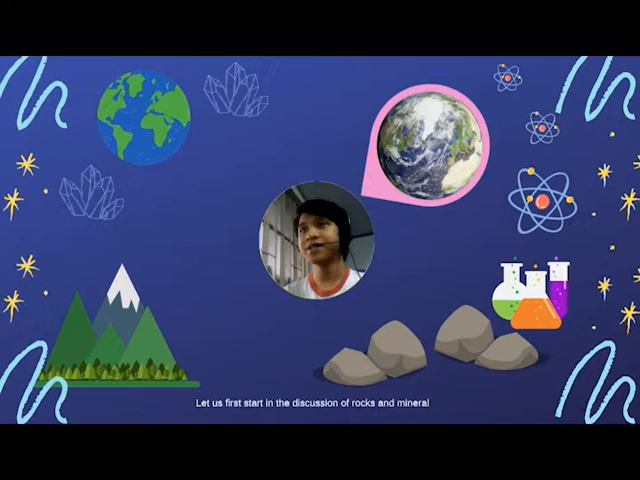 Let us first start in the discussion of rocks and mineral